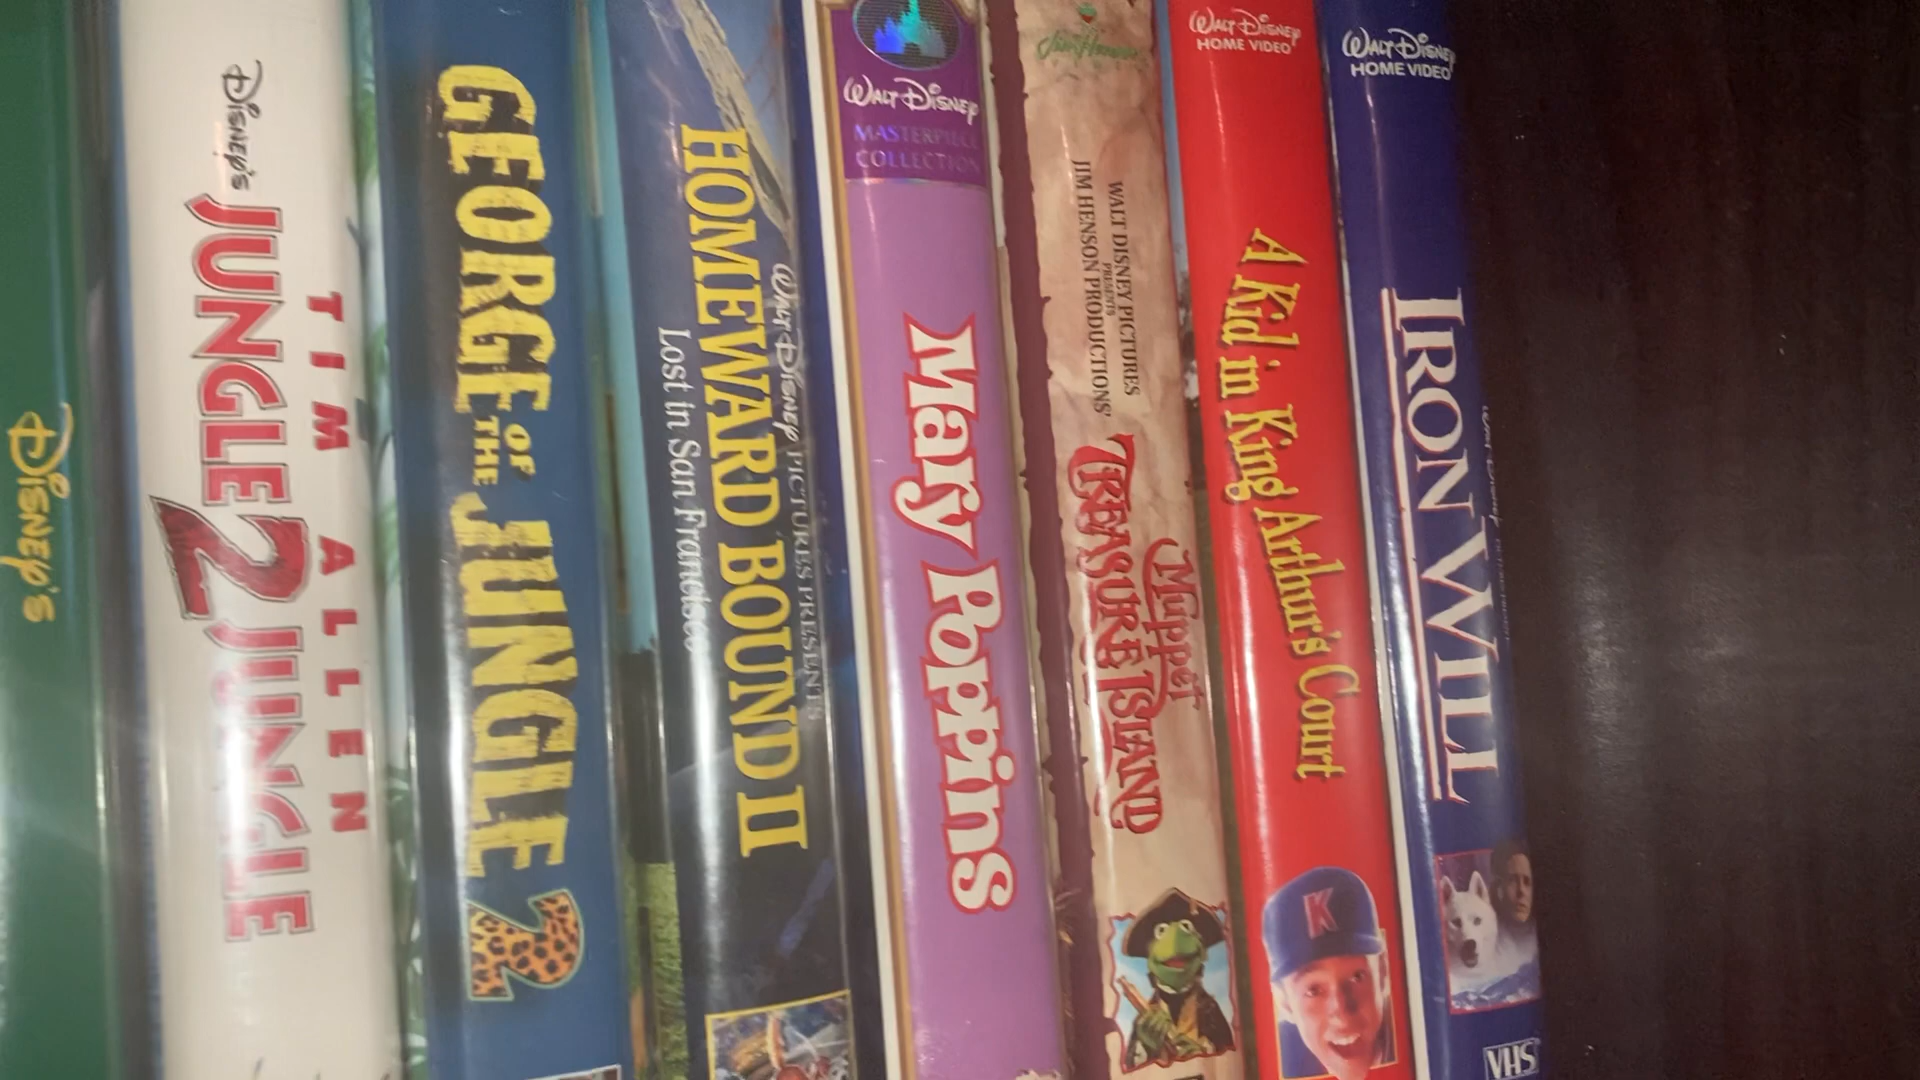 Disney's
Disney's
JUNGLE 2 JUNGLE
TIM ALLEN
GEORGE OF THE JUNGLE 2
WALT DISNEY PICTURES PRESENTS
HOMEWARD BOUND II
Lost in San Francisco
WALT DISNEY
MASTERPIECE
COLLECTION
Mary Poppins
Jim Henson
WALT DISNEY PICTURES
PRESENTS
JIM HENSON PRODUCTIONS'
Muppet
TREASURE ISLAND
WALT DISNEY
HOME VIDEO
A Kid in King Arthur's Court
K
WALT DISNEY
HOME VIDEO
IRON WILL
VHS